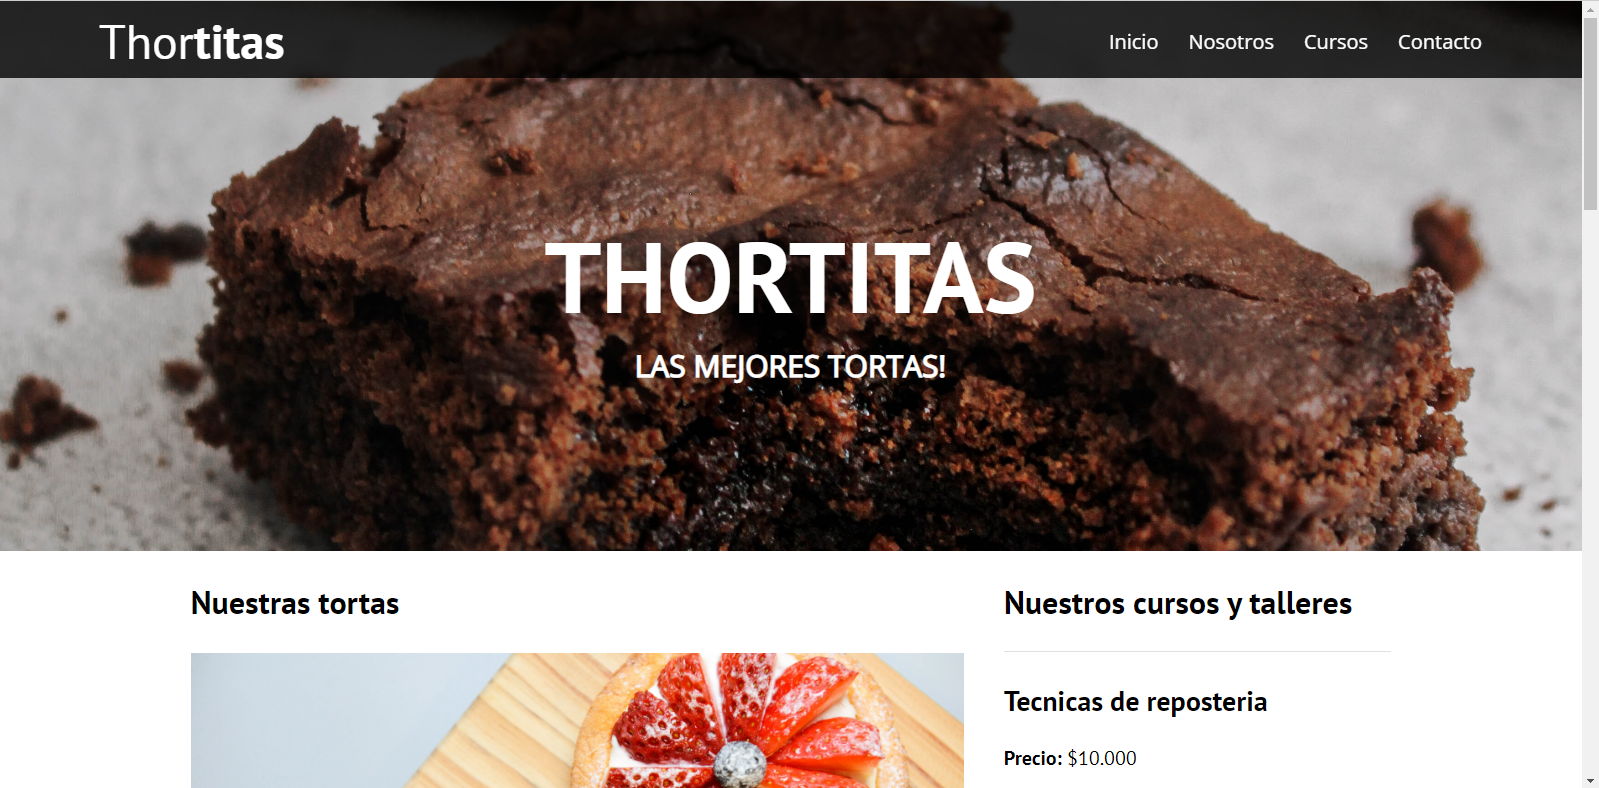 Thortitas
Inicio Nosotros Cursos Contacto
THORTITAS
LAS MEJORES TORTAS!
Nuestras tortas
Nuestros cursos y talleres
Tecnicas de reposteria
Precio: $10.000